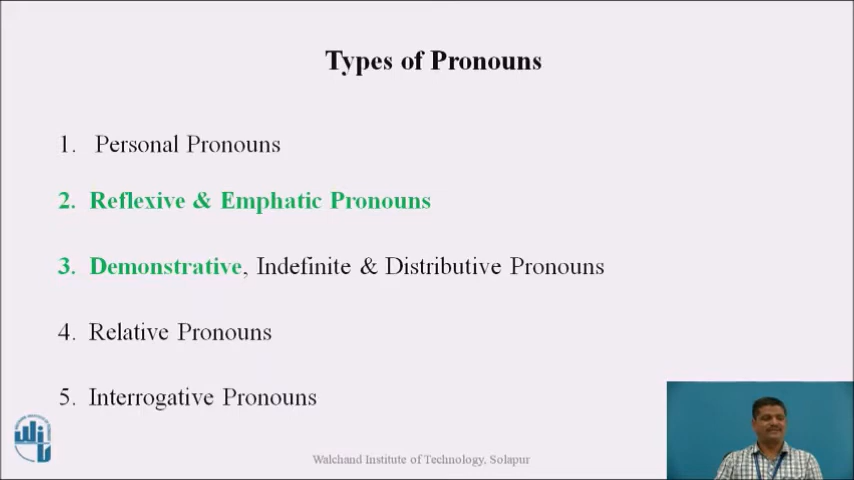 Types of Pronouns
1. Personal Pronouns
2. Reflexive & Emphatic Pronouns
3. Demonstrative, Indefinite & Distributive Pronouns
4. Relative Pronouns
5. Interrogative Pronouns
Walchand Institute of Technology, Solapur